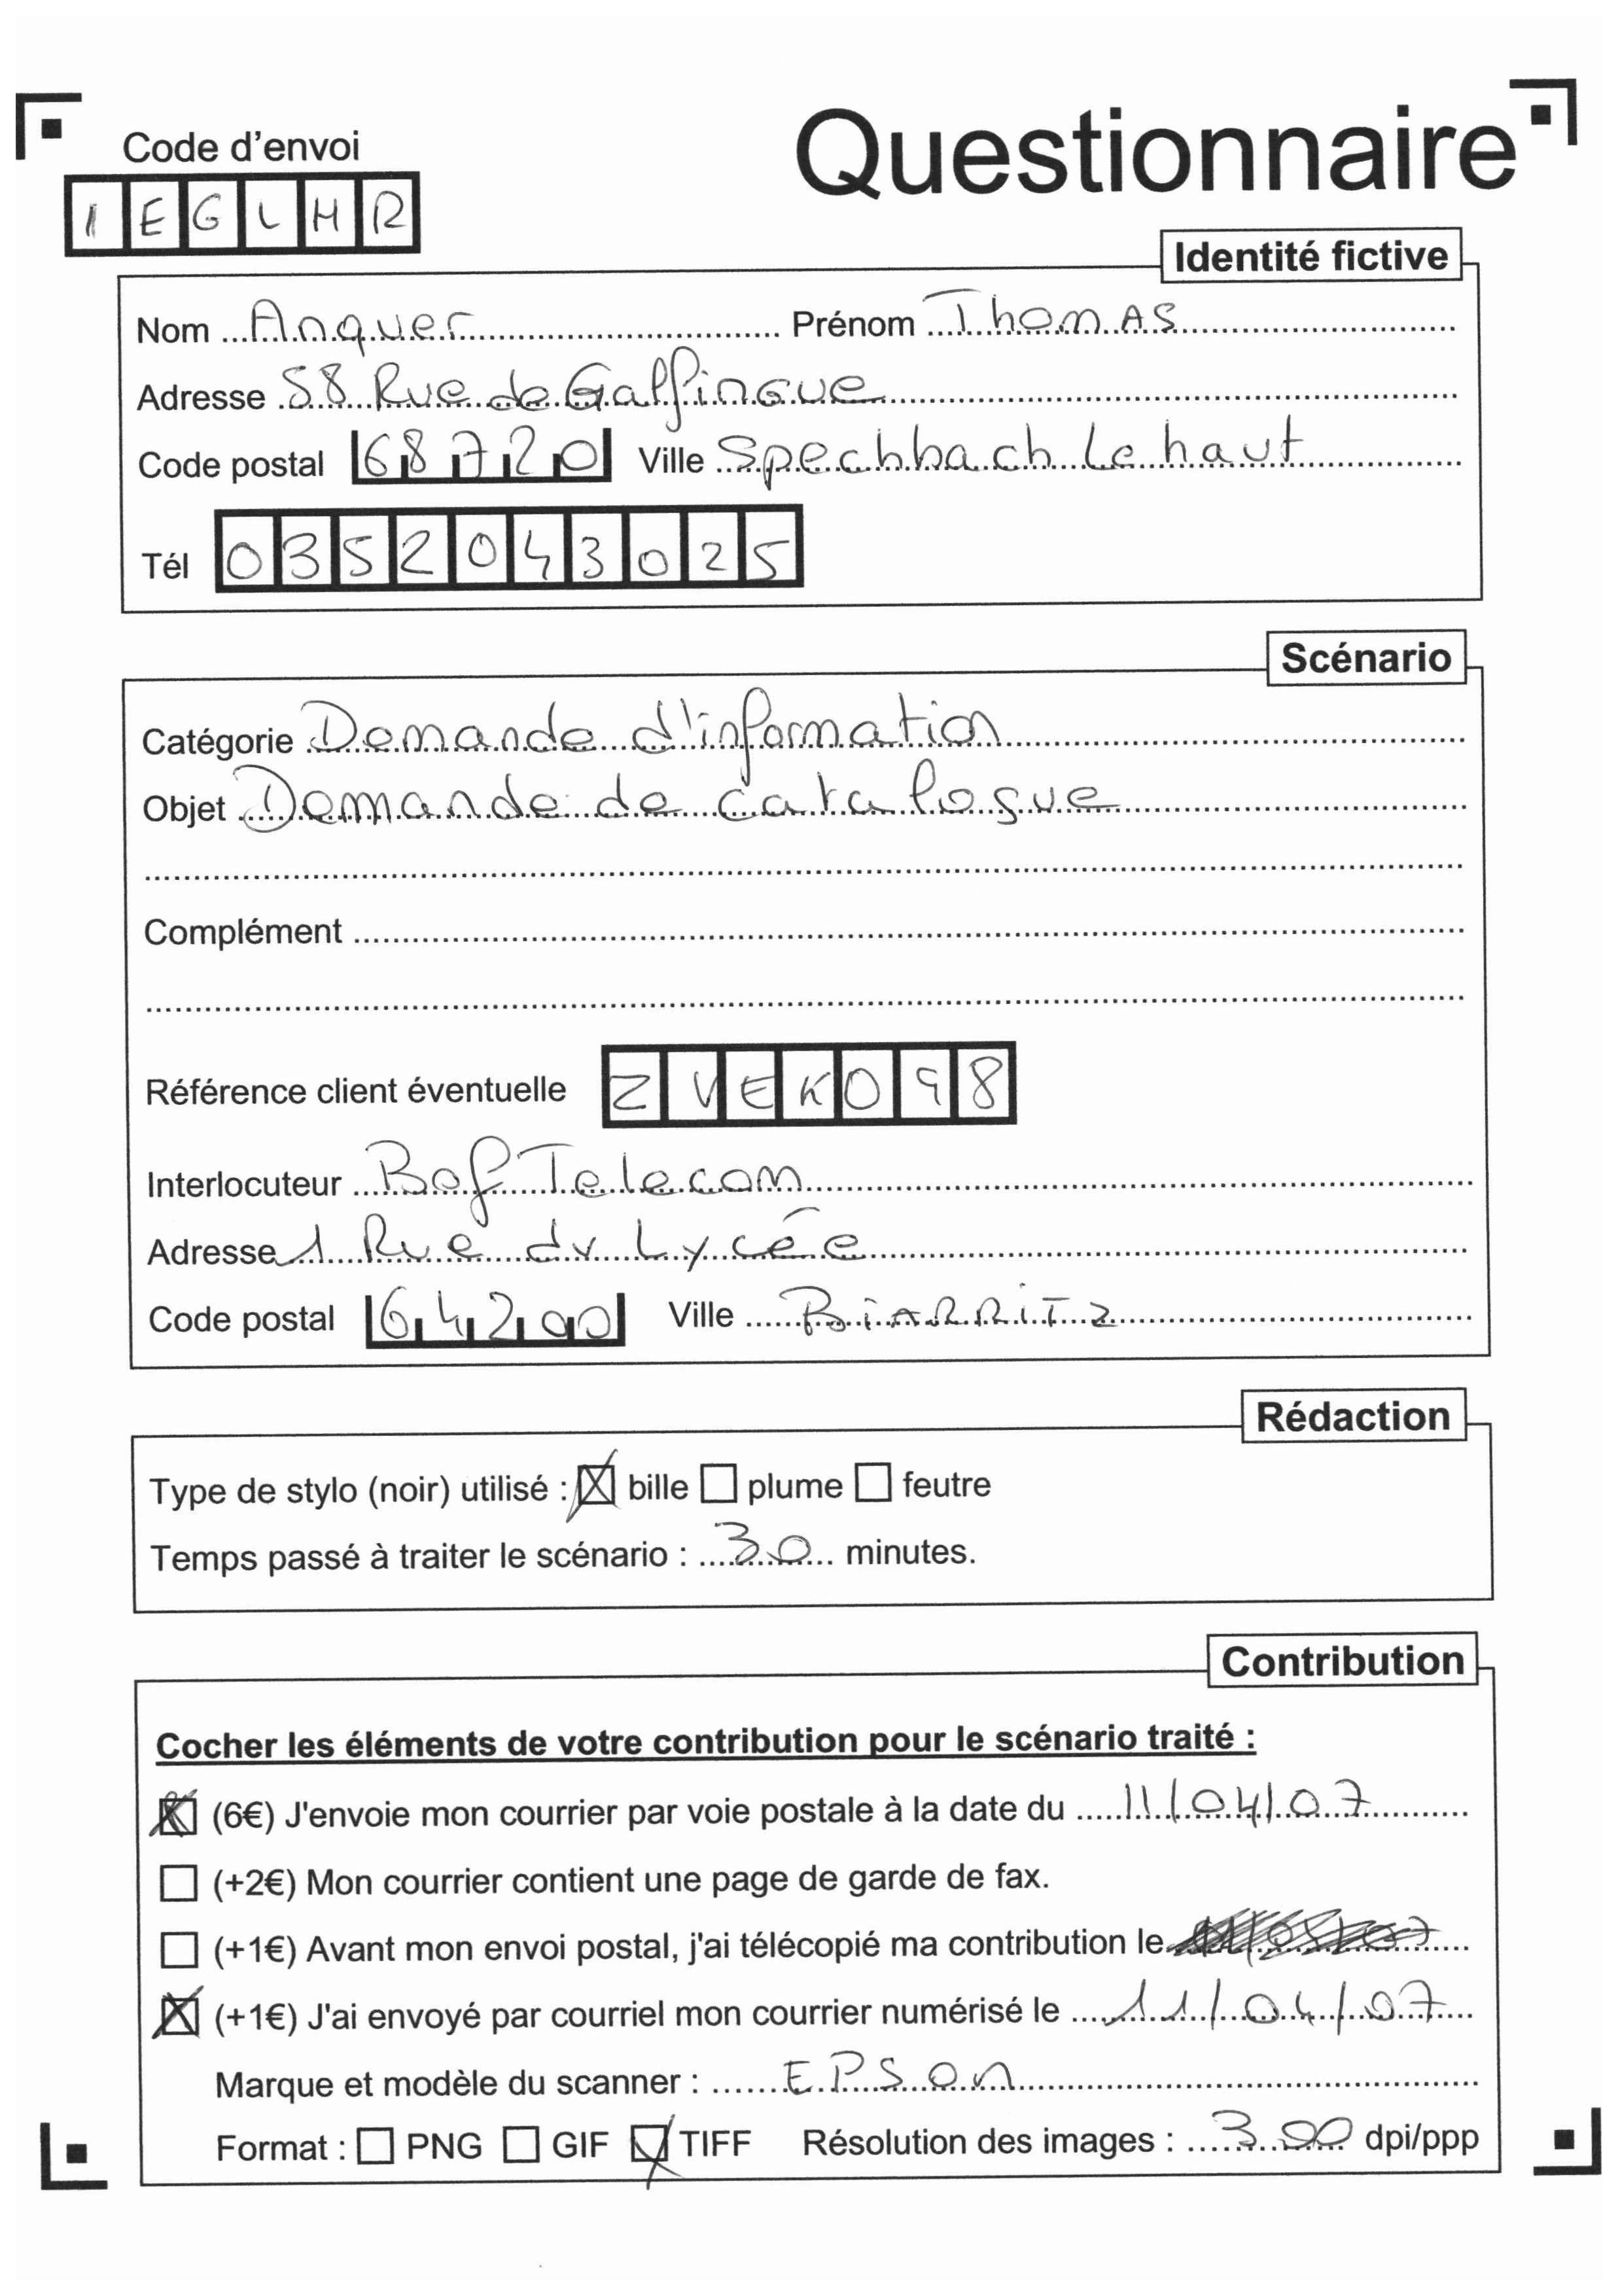 Questionnaire
Code d'envoi
IEGLHR
Identité fictive
Nom Anquer Prénom Thomas
Adresse 58 Rue de Galfingue
Code postal 68720 Ville Spechbach le haut
Tél 0352043025
Scénario
Catégorie Demande d'information
Objet Demande de catalogue
Complément
Référence client éventuelle ZVEKO98
Interlocuteur Bof Telecom
Adresse 1 Rue du Lycée
Code postal 64200 Ville BiARRITZ
Rédaction
Type de stylo (noir) utilisé : bille plume feutre
Temps passé à traiter le scénario : 30 minutes.
Contribution
Cocher les éléments de votre contribution pour le scénario traité :
(6€) J'envoie mon courrier par voie postale à la date du 11/04/07
(+2€) Mon courrier contient une page de garde de fax.
(+1€) Avant mon envoi postal, j'ai télécopié ma contribution le
(+1€) J'ai envoyé par courriel mon courrier numérisé le 11/04/07
Marque et modèle du scanner : EPSon
Format : PNG GIF TIFF Résolution des images : 300 dpi/ppp